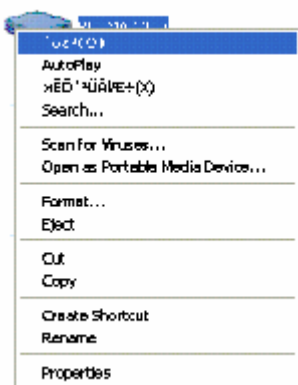 AutoPlay
Search...
Scan for Viruses...
Open as Portable Media Device...
Format...
Eject
Cut
Copy
Create Shortcut
Rename
Properties